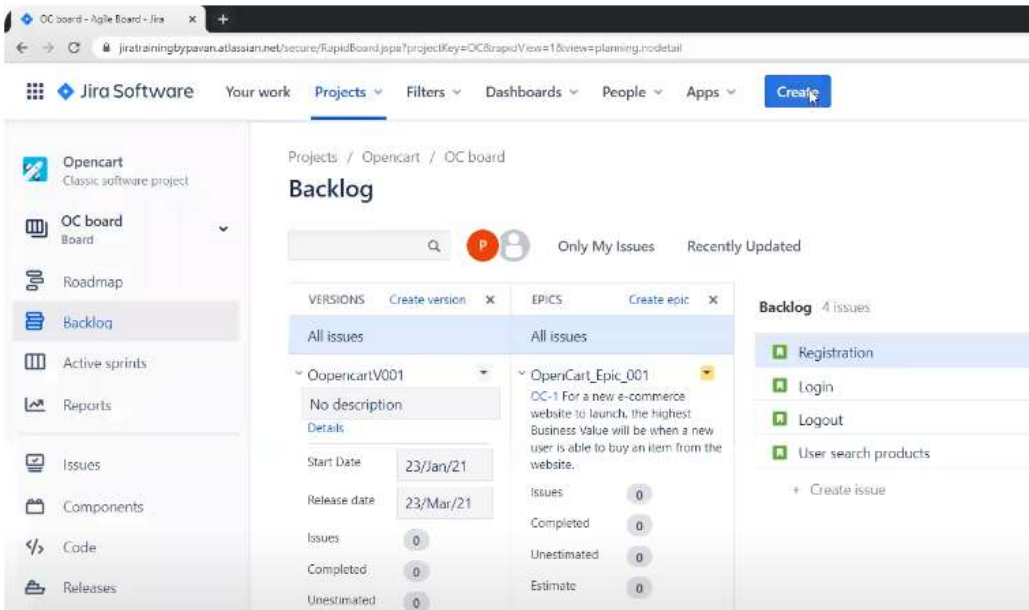 OC board - Agile Board - Jira
jiratrainingbypavan.atlassian.net/secure/RapidBoard.jspa?projectKey=OC&rapidView=1&view=planning.nodetail
Jira Software Your work Projects Filters Dashboards People Apps Create
Opencart
Classic software project
OC board
Board
Roadmap
Backlog
Active sprints
Reports
Issues
Components
Code
Releases
Projects / Opencart / OC board
Backlog
P Only My Issues Recently Updated
VERSIONS Create version
All issues
OopencartV001
No description
Details
Start Date 23/Jan/21
Release date 23/Mar/21
Issues 0
Completed 0
Unestimated 0
EPICS Create epic
All issues
OpenCart_Epic_001
OC-1 For a new e-commerce
website to launch, the highest
Business Value will be when a new
user is able to buy an item from the
website.
Issues 0
Completed 0
Unestimated 0
Estimate 0
Backlog 4 issues
Registration
Login
Logout
User search products
+ Create issue